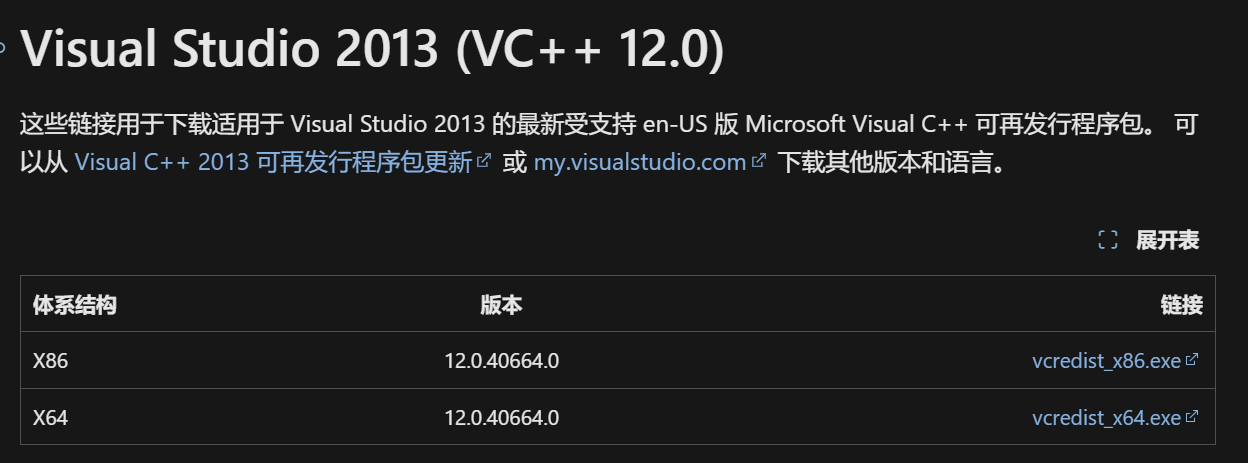 Visual Studio 2013 (VC++ 12.0)
这些链接用于下载适用于 Visual Studio 2013 的最新受支持 en-US 版 Microsoft Visual C++ 可再发行程序包。 可
以从 Visual C++ 2013 可再发行程序包更新 或 my.visualstudio.com 下载其他版本和语言。
展开表
体系结构 版本 链接
X86 12.0.40664.0 vcredist_x86.exe
X64 12.0.40664.0 vcredist_x64.exe